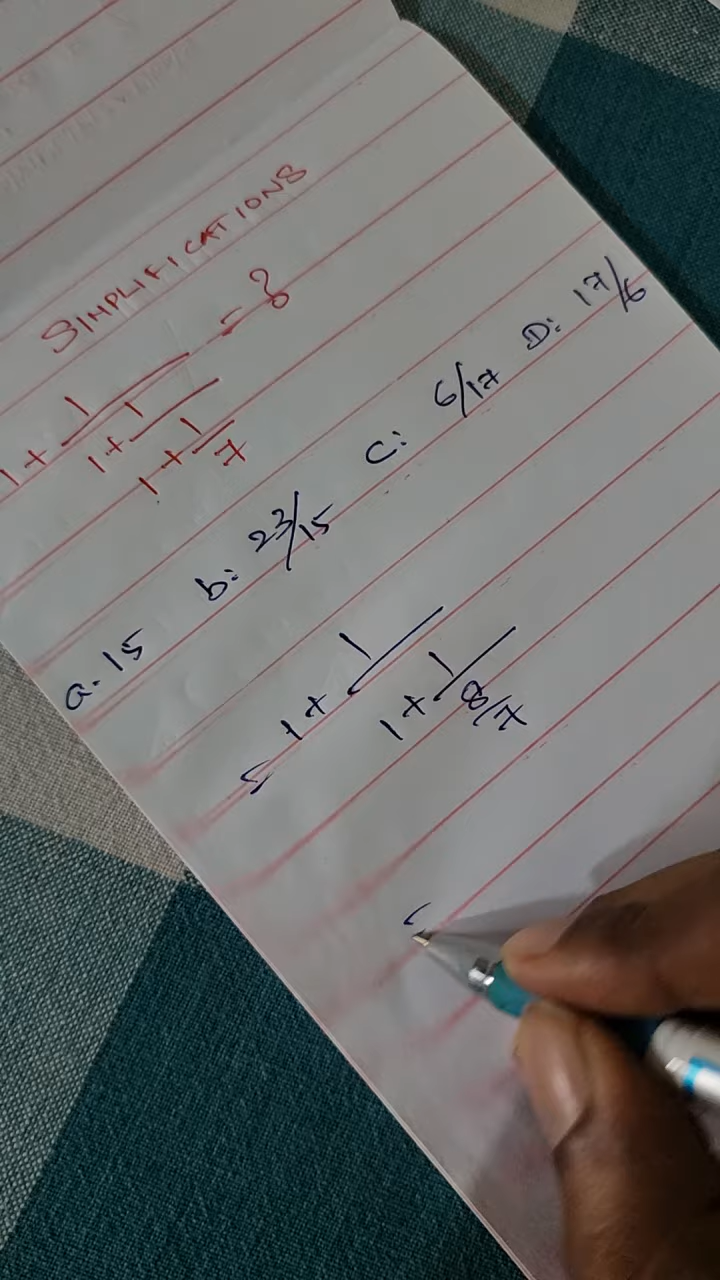 SIMPLIFICATIONS
1 + 1/(1 + 1/(1 + 1/7)) = ?
a. 15 b: 23/15 C: 6/17 D: 17/6
= 1 + 1/(1 + 1/(8/7))